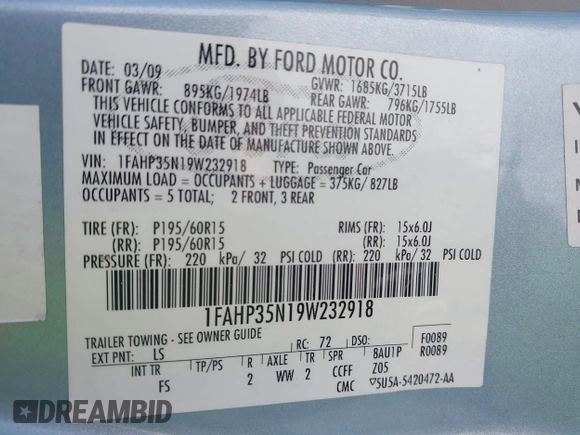 MFD. BY FORD MOTOR CO.
DATE: 03/09 GVWR: 1685KG/3715LB
FRONT GAWR: 895KG/1974LB REAR GAWR: 796KG/1755LB
THIS VEHICLE CONFORMS TO ALL APPLICABLE FEDERAL MOTOR
VEHICLE SAFETY, BUMPER, AND THEFT PREVENTION STANDARDS
IN EFFECT ON THE DATE OF MANUFACTURE SHOWN ABOVE.
VIN: 1FAHP35N19W232918 TYPE: Passenger Car
MAXIMUM LOAD = OCCUPANTS + LUGGAGE = 375KG/ 827LB
OCCUPANTS = 5 TOTAL; 2 FRONT, 3 REAR
TIRE (FR): P195/60R15 RIMS (FR): 15x6.0J
(RR): P195/60R15 (RR): 15x6.0J
PRESSURE (FR): 220 kPa/ 32 PSI COLD (RR): 220 kPa/ 32 PSI COLD
1FAHP35N19W232918
TRAILER TOWING - SEE OWNER GUIDE RC: 72 DSO: F0089
EXT PNT: LS R0089
INT TR TP/PS R AXLE TR SPR 8AU1P
FS 2 WW 2 CCFF Z05
CMC 5U5A-5420472-AA
DREAMBID